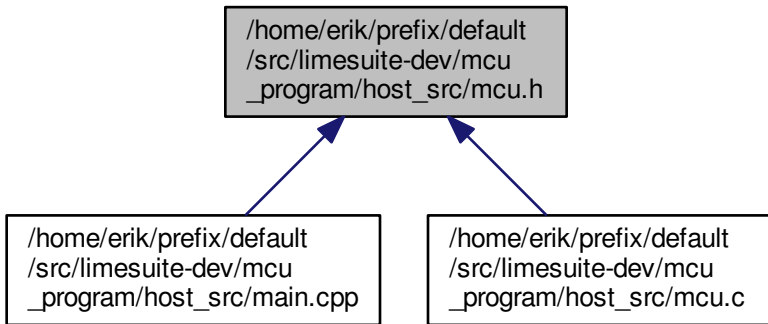 /home/erik/prefix/default
/src/limesuite-dev/mcu
_program/host_src/mcu.h
/home/erik/prefix/default
/src/limesuite-dev/mcu
_program/host_src/main.cpp
/home/erik/prefix/default
/src/limesuite-dev/mcu
_program/host_src/mcu.c